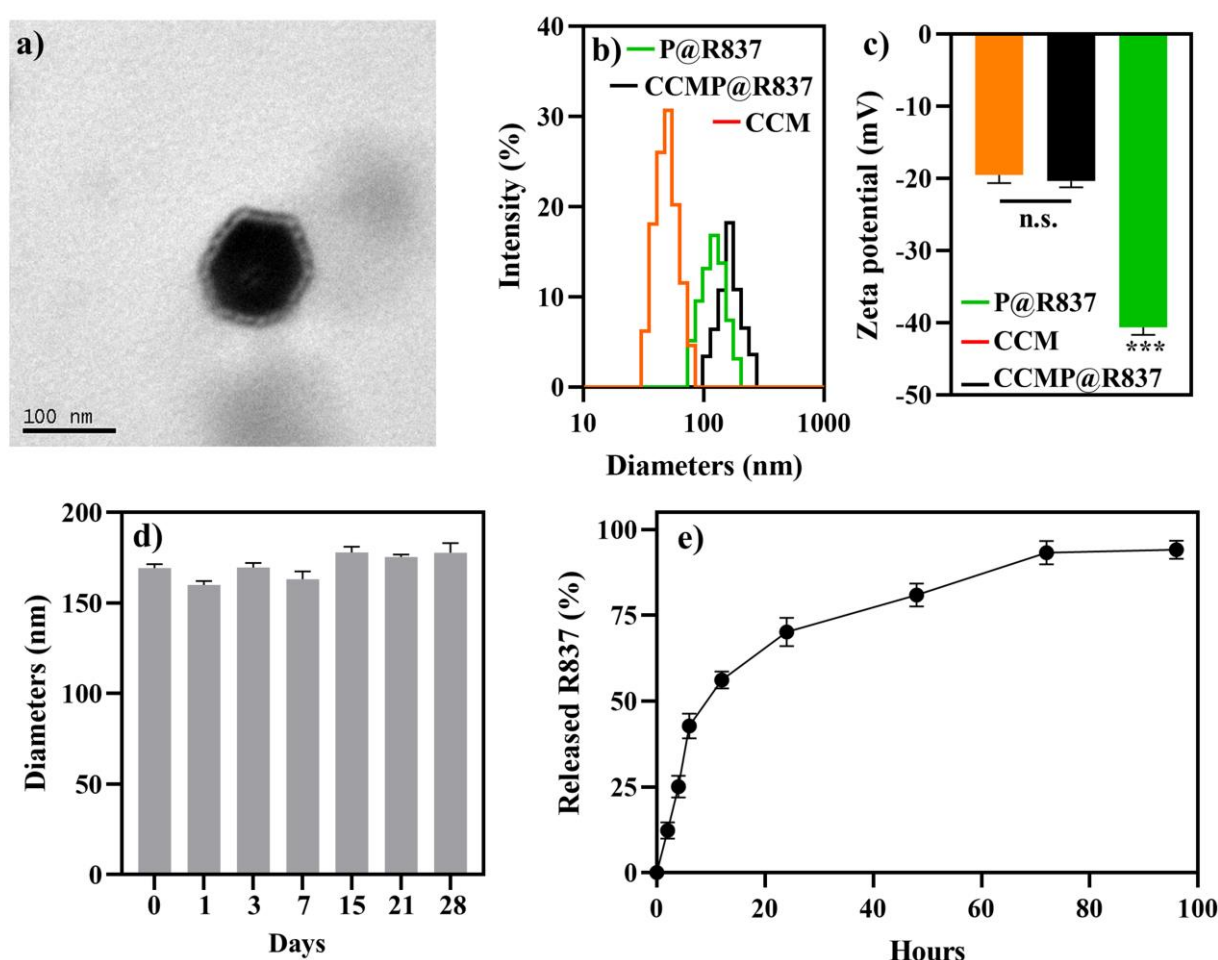 a)
100 nm
b)
P@R837
CCMP@R837
CCM
40
30
20
10
0
Intensity (%)
10
100
1000
Diameters (nm)
c)
0
-10
-20
-30
-40
-50
Zeta potential (mV)
n.s.
P@R837
CCM
CCMP@R837
***
d)
200
150
100
50
0
Diameters (nm)
0 1 3 7 15 21 28
Days
e)
100
75
50
25
0
Released R837 (%)
0 20 40 60 80 100
Hours